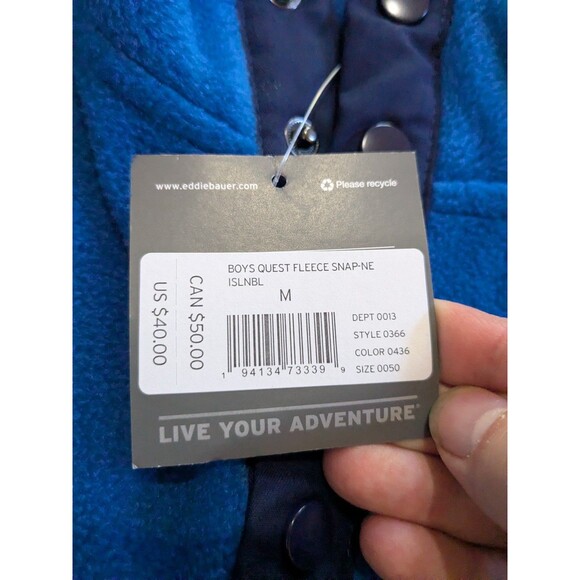 www.eddiebauer.com
Please recycle
BOYS QUEST FLEECE SNAP-NE
ISLNBL
M
US $40.00
CAN $50.00
DEPT 0013
STYLE 0366
COLOR 0436
SIZE 0050
1 94134 73339 9
LIVE YOUR ADVENTURE®